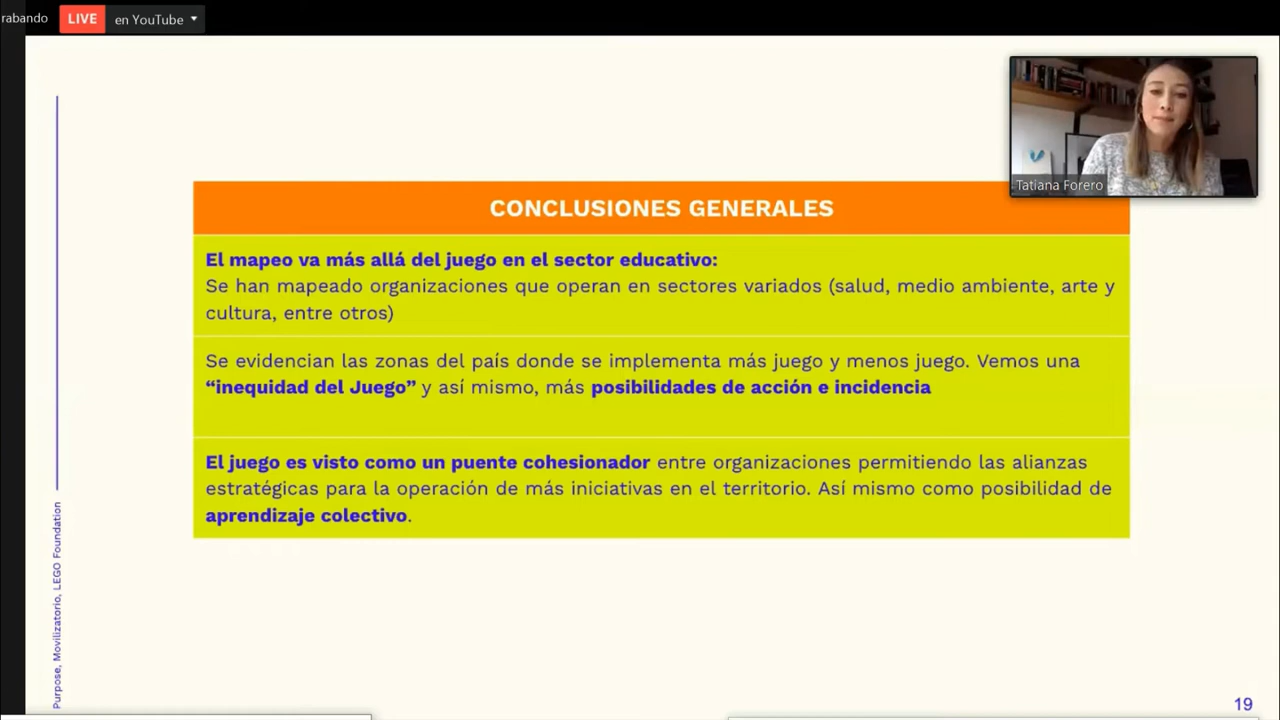 rabando
LIVE
en YouTube
Tatiana Forero
CONCLUSIONES GENERALES
El mapeo va más allá del juego en el sector educativo:
Se han mapeado organizaciones que operan en sectores variados (salud, medio ambiente, arte y
cultura, entre otros)
Se evidencian las zonas del país donde se implementa más juego y menos juego. Vemos una
“inequidad del Juego” y así mismo, más posibilidades de acción e incidencia
El juego es visto como un puente cohesionador entre organizaciones permitiendo las alianzas
estratégicas para la operación de más iniciativas en el territorio. Así mismo como posibilidad de
aprendizaje colectivo.
Purpose, Movilizatorio, LEGO Foundation
19